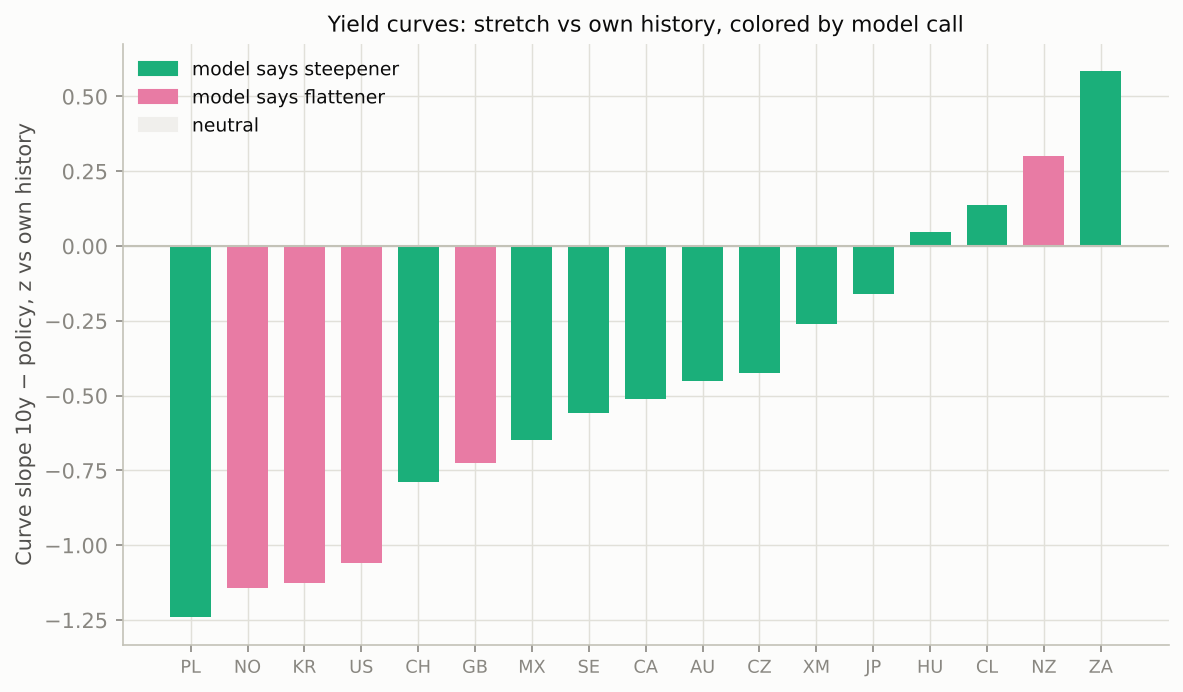 Yield curves: stretch vs own history, colored by model call
model says steepener
model says flattener
neutral
Curve slope 10y − policy, z vs own history
0.50
0.25
0.00
−0.25
−0.50
−0.75
−1.00
−1.25
PL NO KR US CH GB MX SE CA AU CZ XM JP HU CL NZ ZA